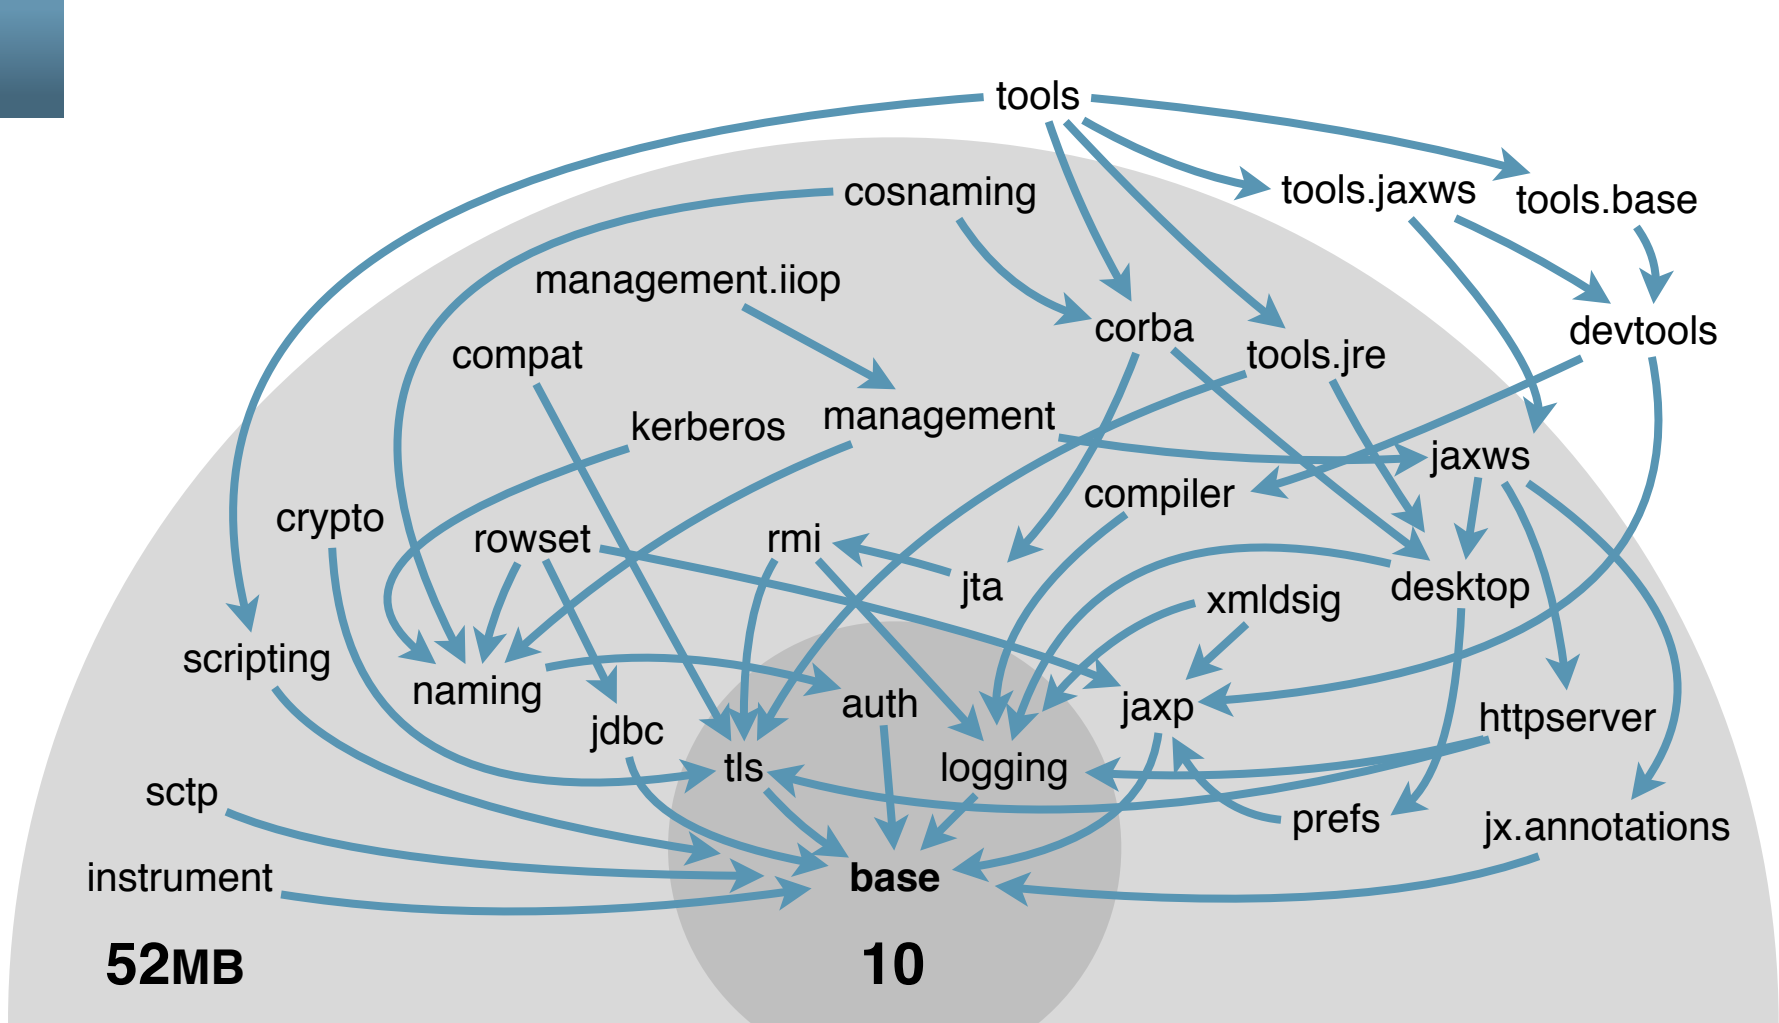 tools
cosnaming
tools.jaxws
tools.base
management.iiop
corba
devtools
compat
tools.jre
kerberos
management
jaxws
compiler
crypto
rowset
rmi
jta
xmldsig
desktop
scripting
naming
auth
jaxp
httpserver
jdbc
tls
logging
sctp
prefs
jx.annotations
instrument
base
52MB
10